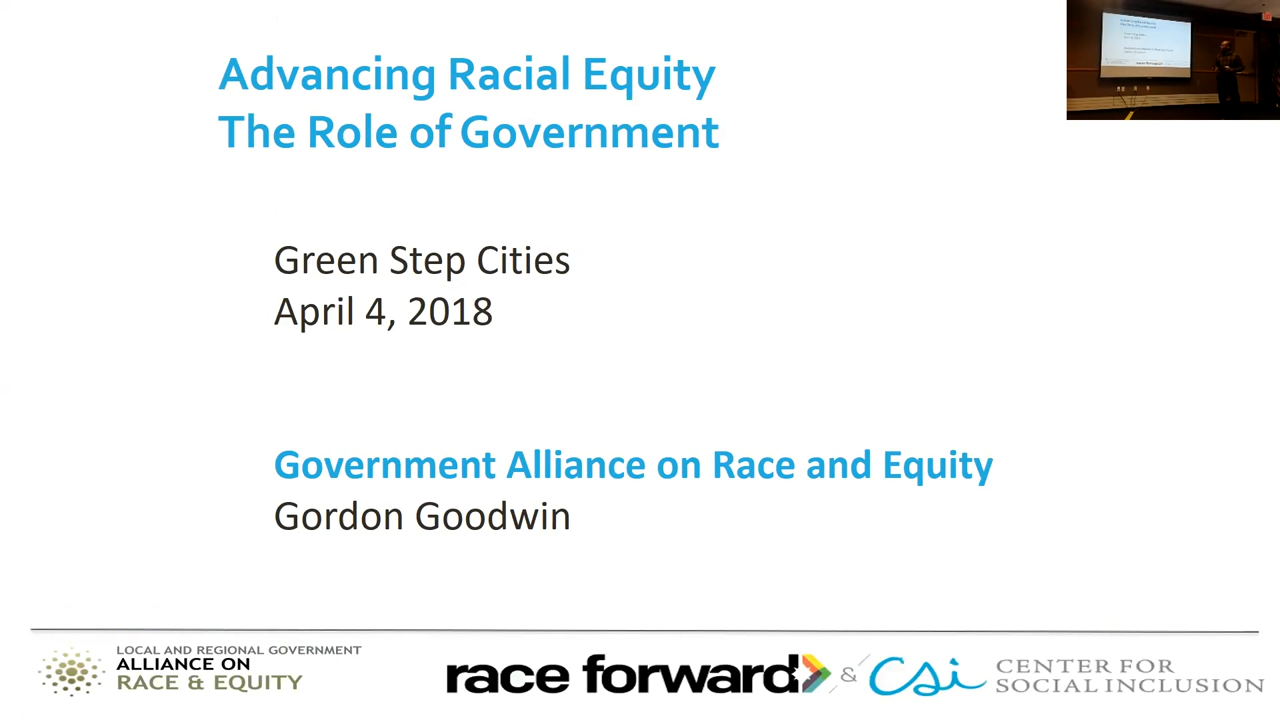 Advancing Racial Equity
The Role of Government
Green Step Cities
April 4, 2018
Government Alliance on Race and Equity
Gordon Goodwin
LOCAL AND REGIONAL GOVERNMENT
ALLIANCE ON
RACE & EQUITY
race forward
&
csi
CENTER FOR
SOCIAL INCLUSION